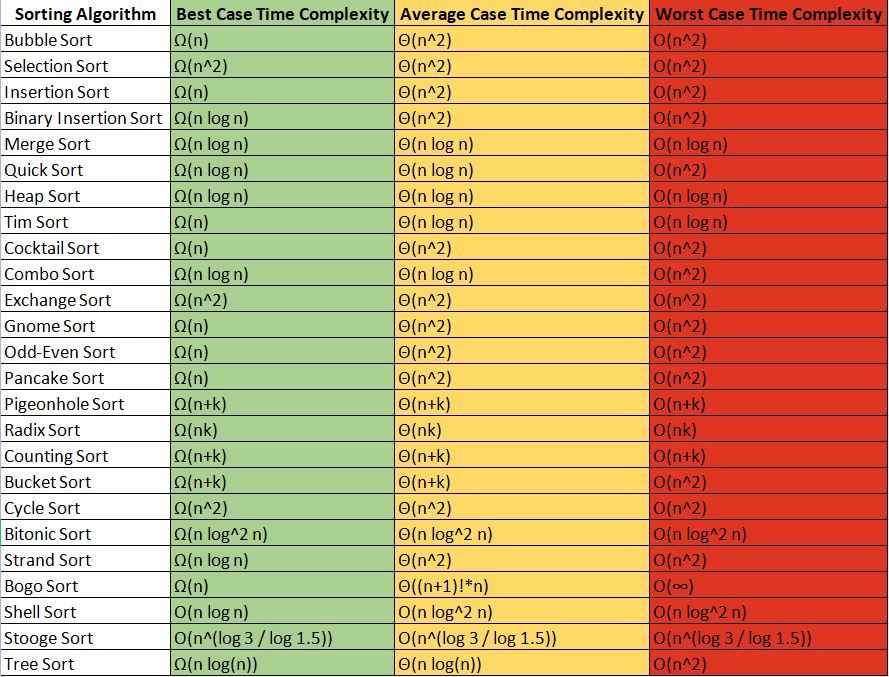 Sorting Algorithm Best Case Time Complexity Average Case Time Complexity Worst Case Time Complexity
Bubble Sort Ω(n) Θ(n^2) O(n^2)
Selection Sort Ω(n^2) Θ(n^2) O(n^2)
Insertion Sort Ω(n) Θ(n^2) O(n^2)
Binary Insertion Sort Ω(n log n) Θ(n^2) O(n^2)
Merge Sort Ω(n log n) Θ(n log n) O(n log n)
Quick Sort Ω(n log n) Θ(n log n) O(n^2)
Heap Sort Ω(n log n) Θ(n log n) O(n log n)
Tim Sort Ω(n) Θ(n log n) O(n log n)
Cocktail Sort Ω(n) Θ(n^2) O(n^2)
Combo Sort Ω(n log n) Θ(n log n) O(n^2)
Exchange Sort Ω(n^2) Θ(n^2) O(n^2)
Gnome Sort Ω(n) Θ(n^2) O(n^2)
Odd-Even Sort Ω(n) Θ(n^2) O(n^2)
Pancake Sort Ω(n) Θ(n^2) O(n^2)
Pigeonhole Sort Ω(n+k) Θ(n+k) O(n+k)
Radix Sort Ω(nk) Θ(nk) O(nk)
Counting Sort Ω(n+k) Θ(n+k) O(n+k)
Bucket Sort Ω(n+k) Θ(n+k) O(n^2)
Cycle Sort Ω(n^2) Θ(n^2) O(n^2)
Bitonic Sort Ω(n log^2 n) Θ(n log^2 n) O(n log^2 n)
Strand Sort Ω(n log n) Θ(n^2) O(n^2)
Bogo Sort Ω(n) Θ((n+1)!*n) O(∞)
Shell Sort O(n log n) O(n log^2 n) O(n log^2 n)
Stooge Sort O(n^(log 3 / log 1.5)) O(n^(log 3 / log 1.5)) O(n^(log 3 / log 1.5))
Tree Sort Ω(n log(n)) Θ(n log(n)) O(n^2)